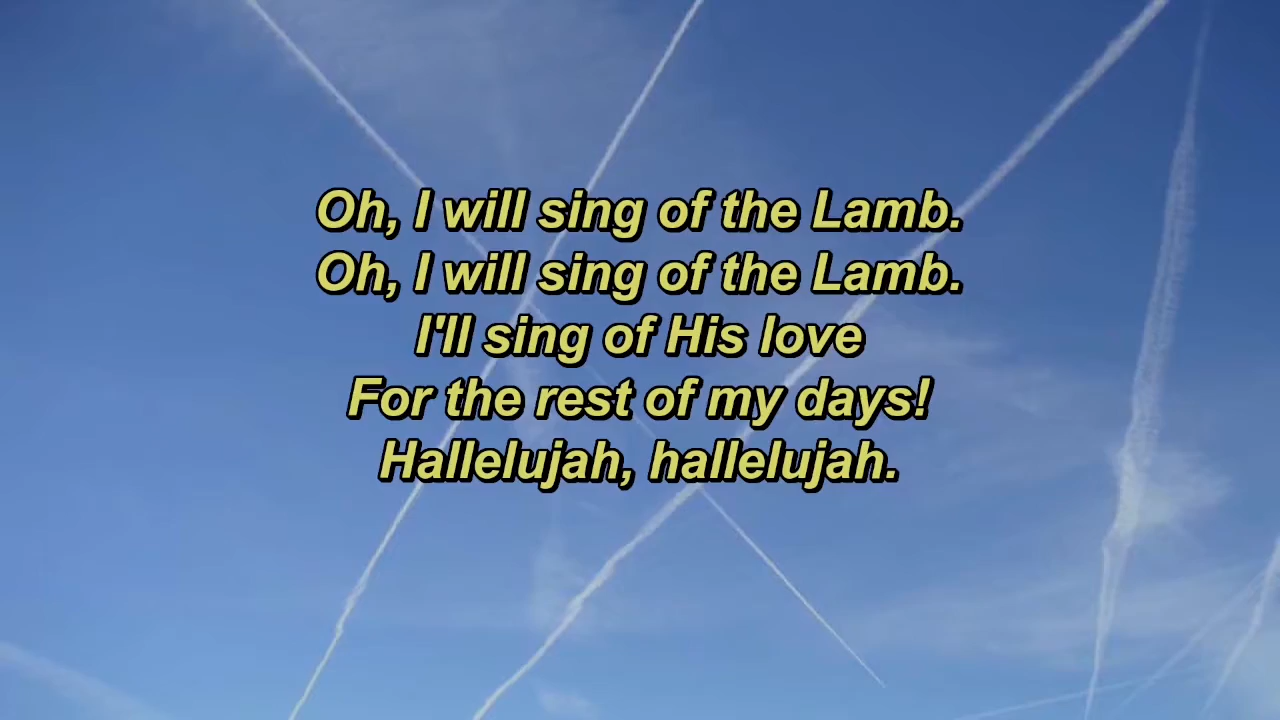 Oh, I will sing of the Lamb.
Oh, I will sing of the Lamb.
I'll sing of His love
For the rest of my days!
Hallelujah, hallelujah.